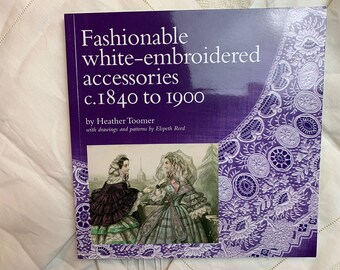 Fashionable
white-embroidered
accessories
c.1840 to 1900
by Heather Toomer
with drawings and patterns by Elspeth Reed